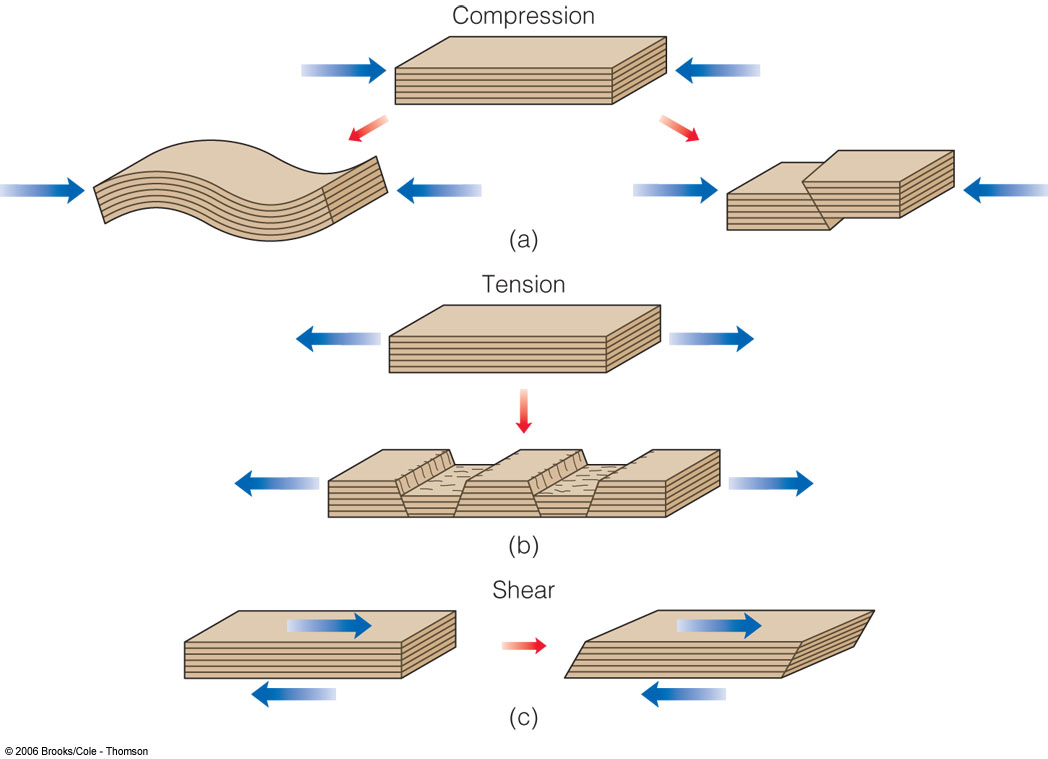 Compression
(a)
Tension
(b)
Shear
(c)
© 2006 Brooks/Cole - Thomson